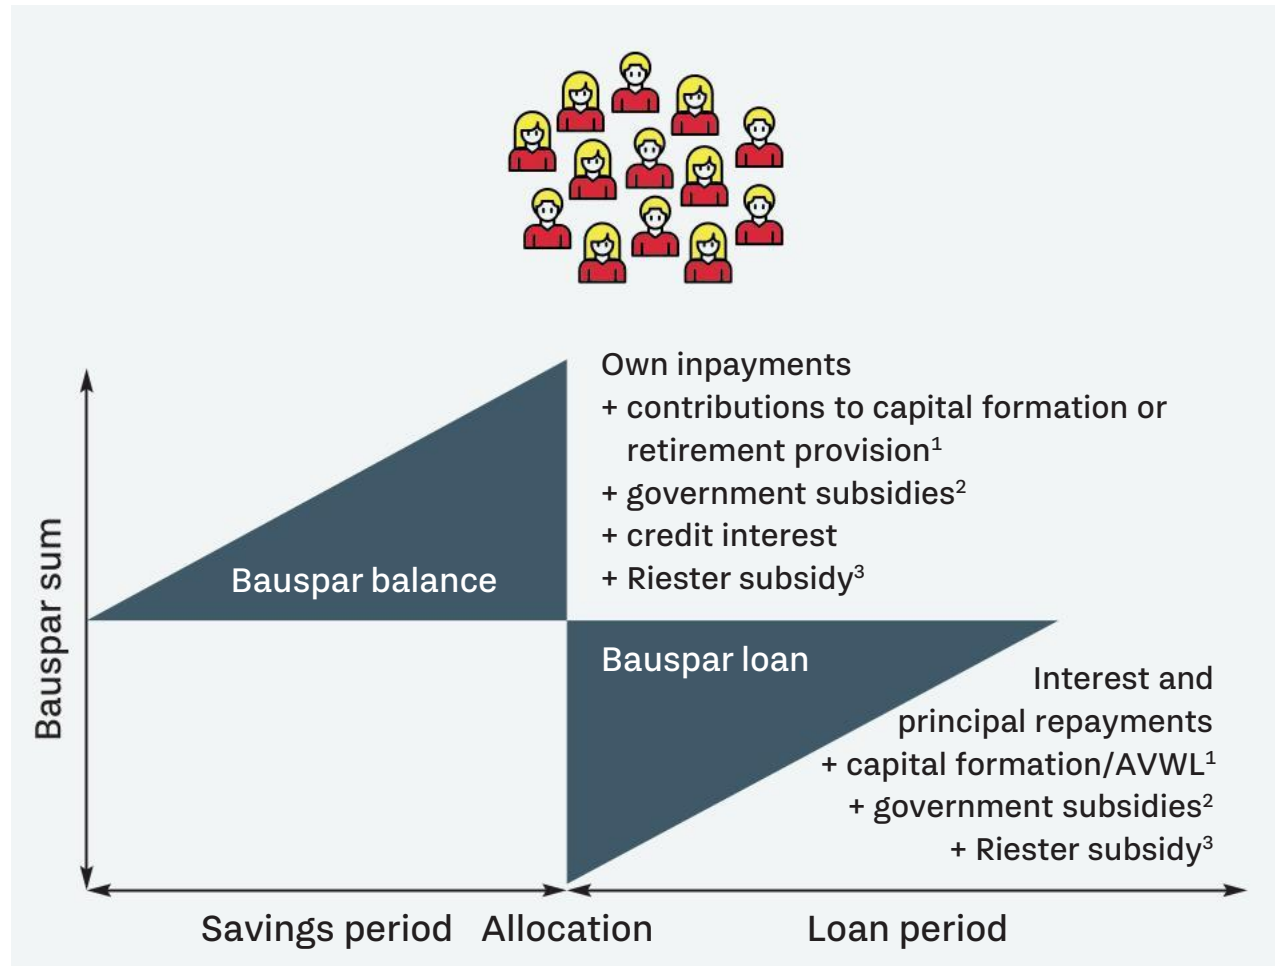 Own inpayments
+ contributions to capital formation or
retirement provision¹
+ government subsidies²
+ credit interest
+ Riester subsidy³
Bauspar sum
Bauspar balance
Bauspar loan
Interest and
principal repayments
+ capital formation/AVWL¹
+ government subsidies²
+ Riester subsidy³
Savings period
Allocation
Loan period